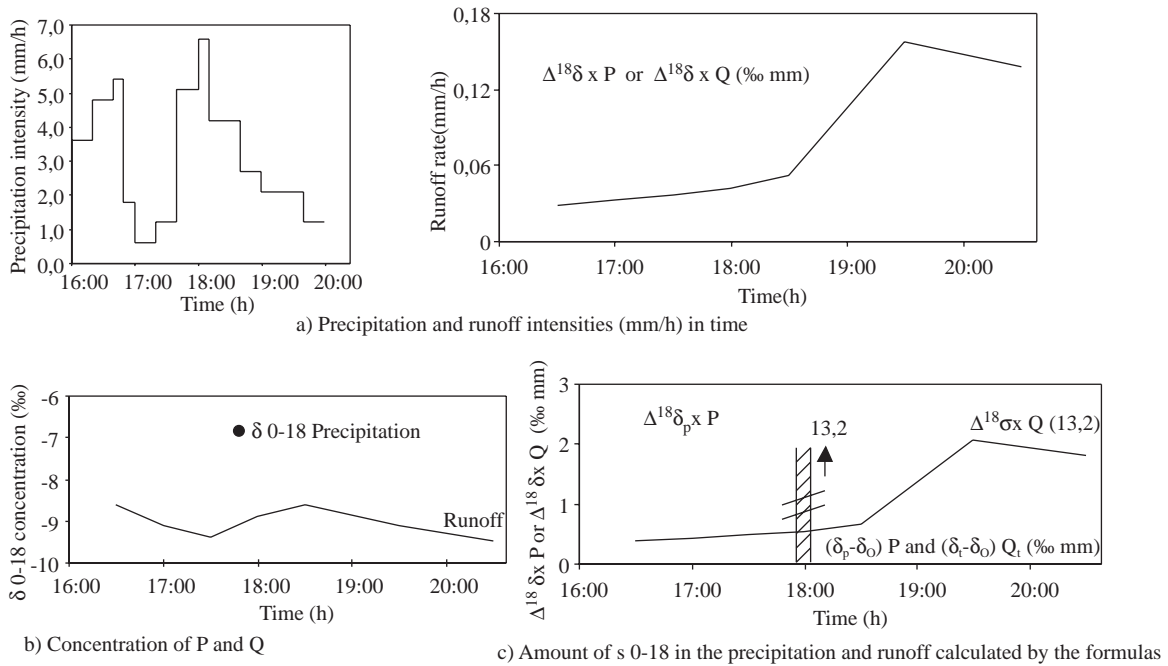 Precipitation intensity (mm/h)
7,0
6,0
5,0
4,0
3,0
2,0
1,0
0,0
16:00 17:00 18:00 19:00 20:00
Time (h)
Runoff rate(mm/h)
0,18
0,12
0,06
0
Δ¹⁸δ x P or Δ¹⁸δ x Q (‰ mm)
16:00 17:00 18:00 19:00 20:00
Time(h)
a) Precipitation and runoff intensities (mm/h) in time
δ 0-18 concentration (‰)
-6
-7
-8
-9
-10
δ 0-18 Precipitation
Runoff
16:00 17:00 18:00 19:00 20:00
Time (h)
b) Concentration of P and Q
Δ¹⁸ δx P or Δ¹⁸ δx Q (‰ mm)
3
2
1
0
Δ¹⁸δₚx P
13,2
Δ¹⁸σx Q (13,2)
(δₚ-δ_O) P and (δₜ-δ_O) Qₜ (‰ mm)
16:00 17:00 18:00 19:00 20:00
Time (h)
c) Amount of s 0-18 in the precipitation and runoff calculated by the formulas